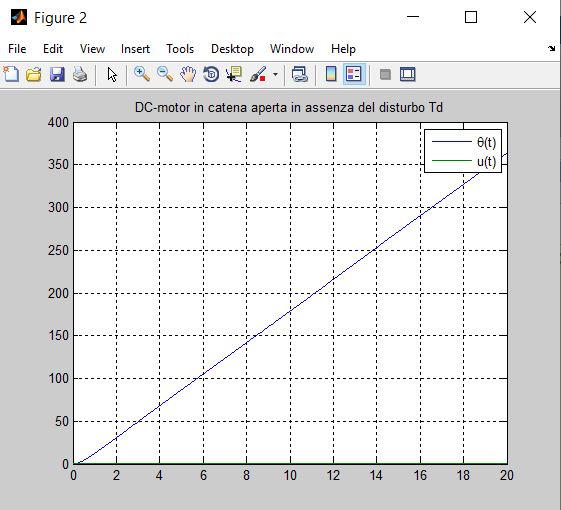 Figure 2
File Edit View Insert Tools Desktop Window Help
DC-motor in catena aperta in assenza del disturbo Td
400
350
300
250
200
150
100
50
0
θ(t)
u(t)
0 2 4 6 8 10 12 14 16 18 20